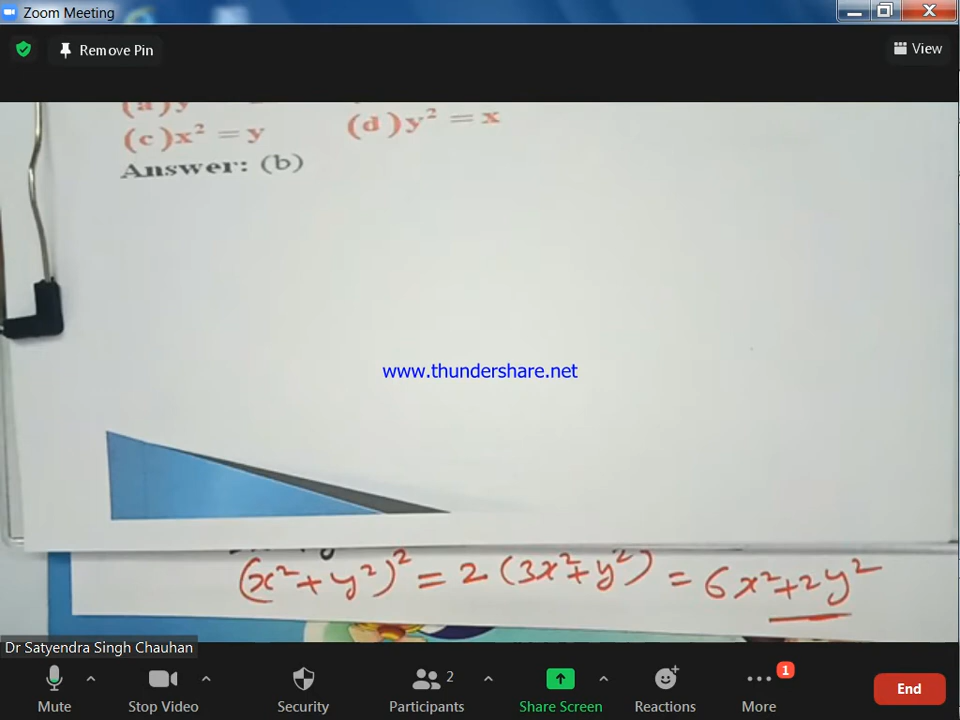 Zoom Meeting
Remove Pin
View
(a) y
(c) x² = y (d) y² = x
Answer: (b)
www.thundershare.net
(x²+y²)² = 2(3x²+y²) = 6x²+2y²
Dr Satyendra Singh Chauhan
2
1
Mute
Stop Video
Security
Participants
Share Screen
Reactions
More
End